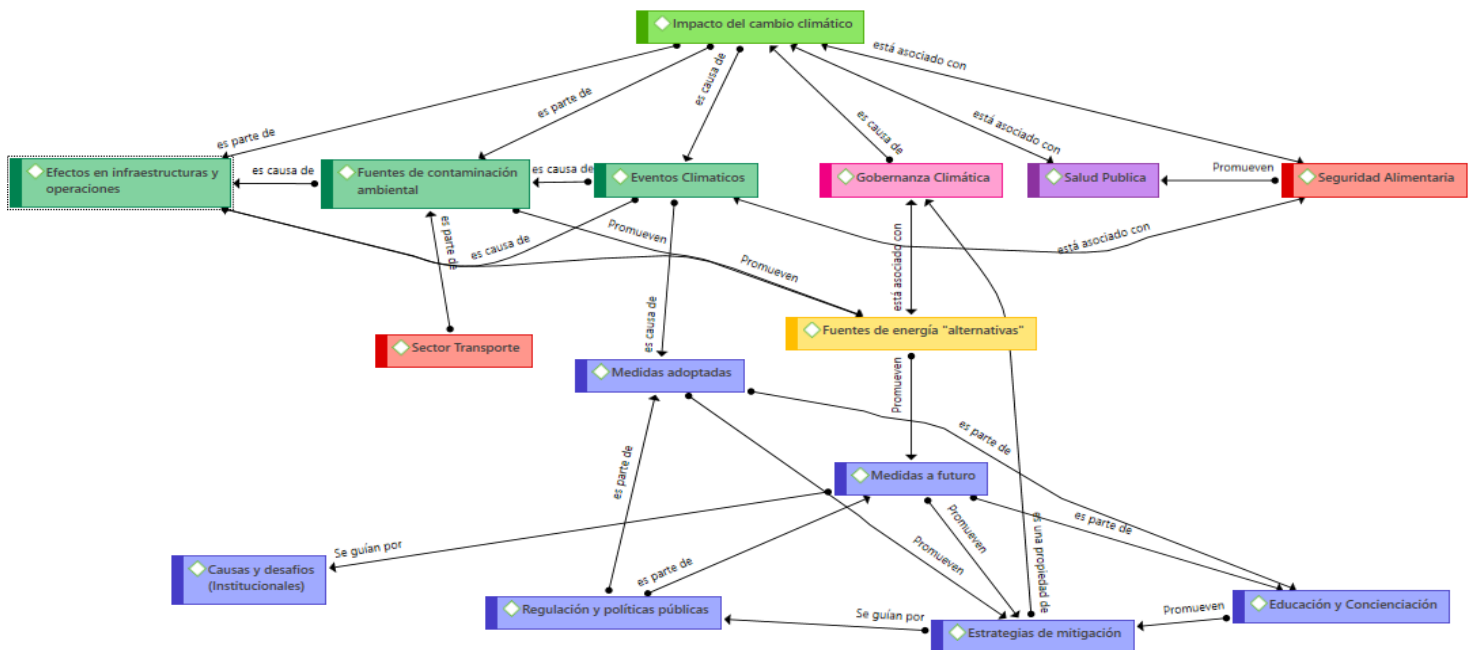 Impacto del cambio climático
está asociado con
es causa de
es parte de
es causa de
está asociado con
es parte de
Efectos en infraestructuras y
operaciones
es causa de
Fuentes de contaminación
ambiental
es causa de
Eventos Climaticos
Gobernanza Climática
Salud Publica
Promueven
Seguridad Alimentaria
es parte de
Promueven
es causa de
Promueven
está asociado con
está asociado con
Sector Transporte
es causa de
Fuentes de energía "alternativas"
Medidas adoptadas
Promueven
es parte de
es parte de
Medidas a futuro
Se guían por
es parte de
Promueven
Promueven
es una propiedad de
es parte de
Causas y desafíos
(Institucionales)
Regulación y políticas públicas
Se guían por
Estrategias de mitigación
Promueven
Educación y Concienciación